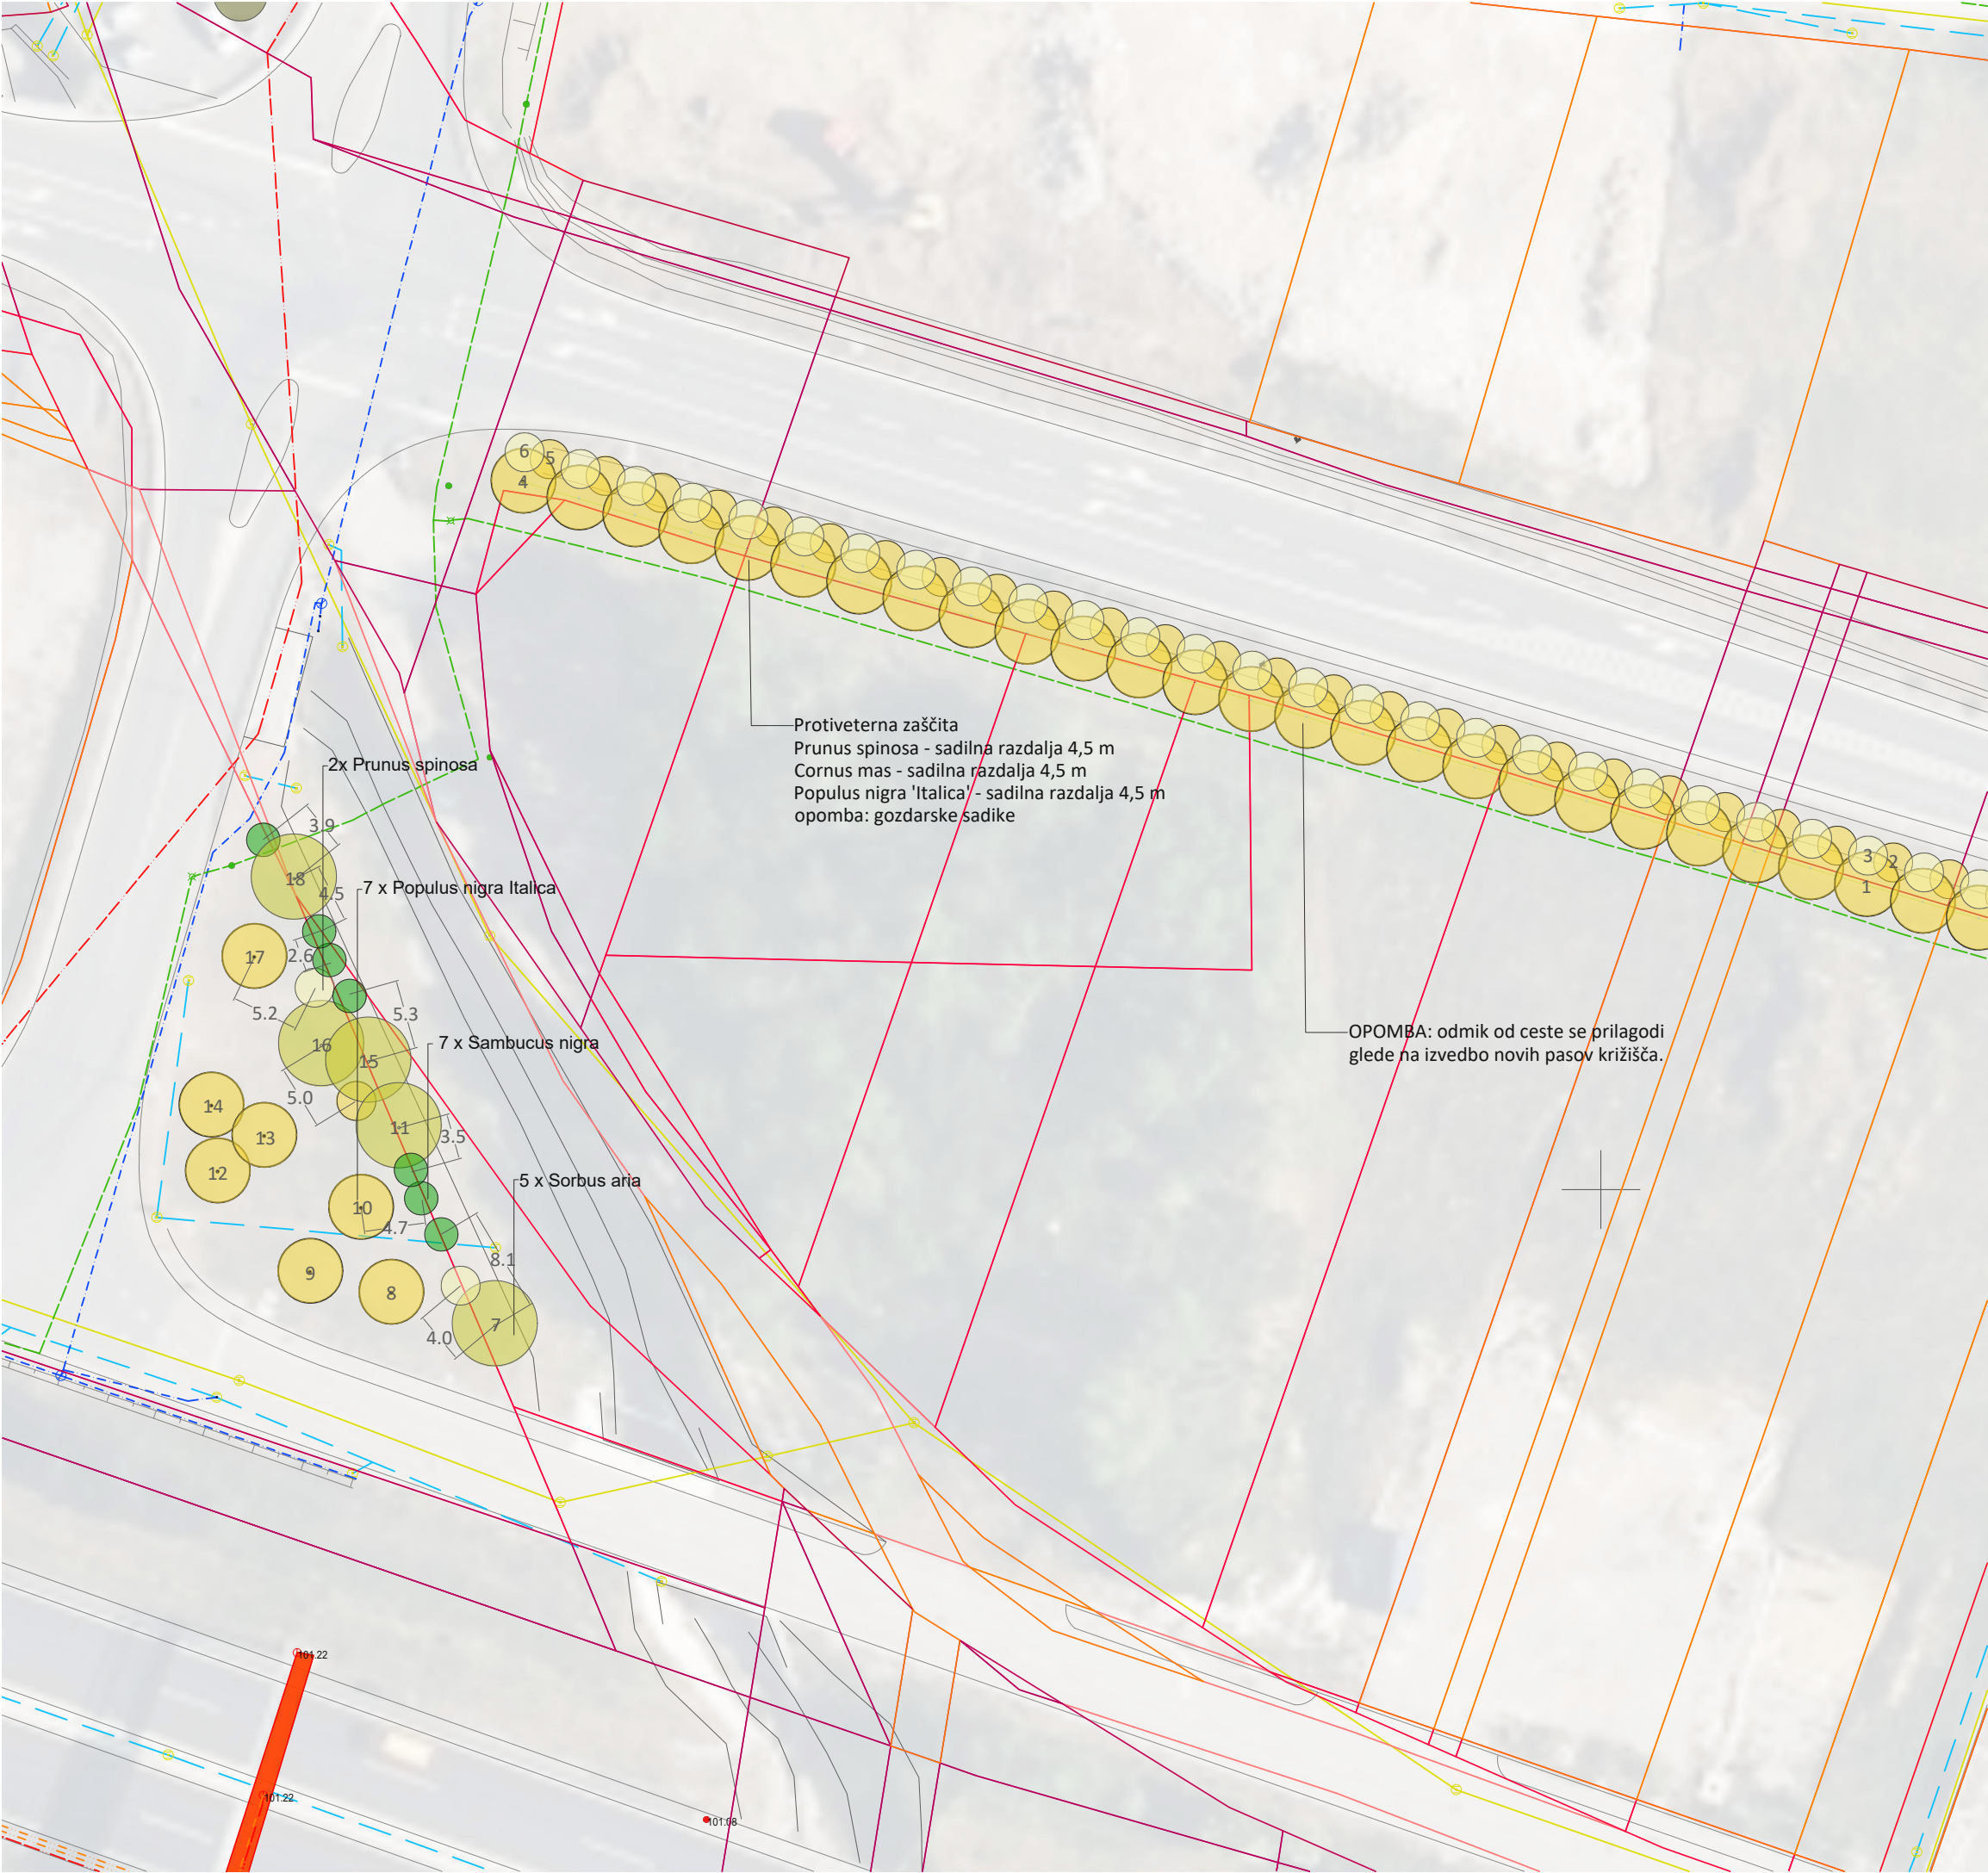 6
5
4
Protiveterna zaščita
Prunus spinosa - sadilna razdalja 4,5 m
Cornus mas - sadilna razdalja 4,5 m
Populus nigra 'Italica' - sadilna razdalja 4,5 m
opomba: gozdarske sadike
2x Prunus spinosa
3.9
18
4.5
7 x Populus nigra Italica
3
2
1
17
2.6
5.2
5.3
OPOMBA: odmik od ceste se prilagodi
glede na izvedbo novih pasov križišča.
16
15
7 x Sambucus nigra
5.0
14
13
11
3.5
12
5 x Sorbus aria
10
4.7
8.1
9
8
4.0
7
101.22
101.22
101.08